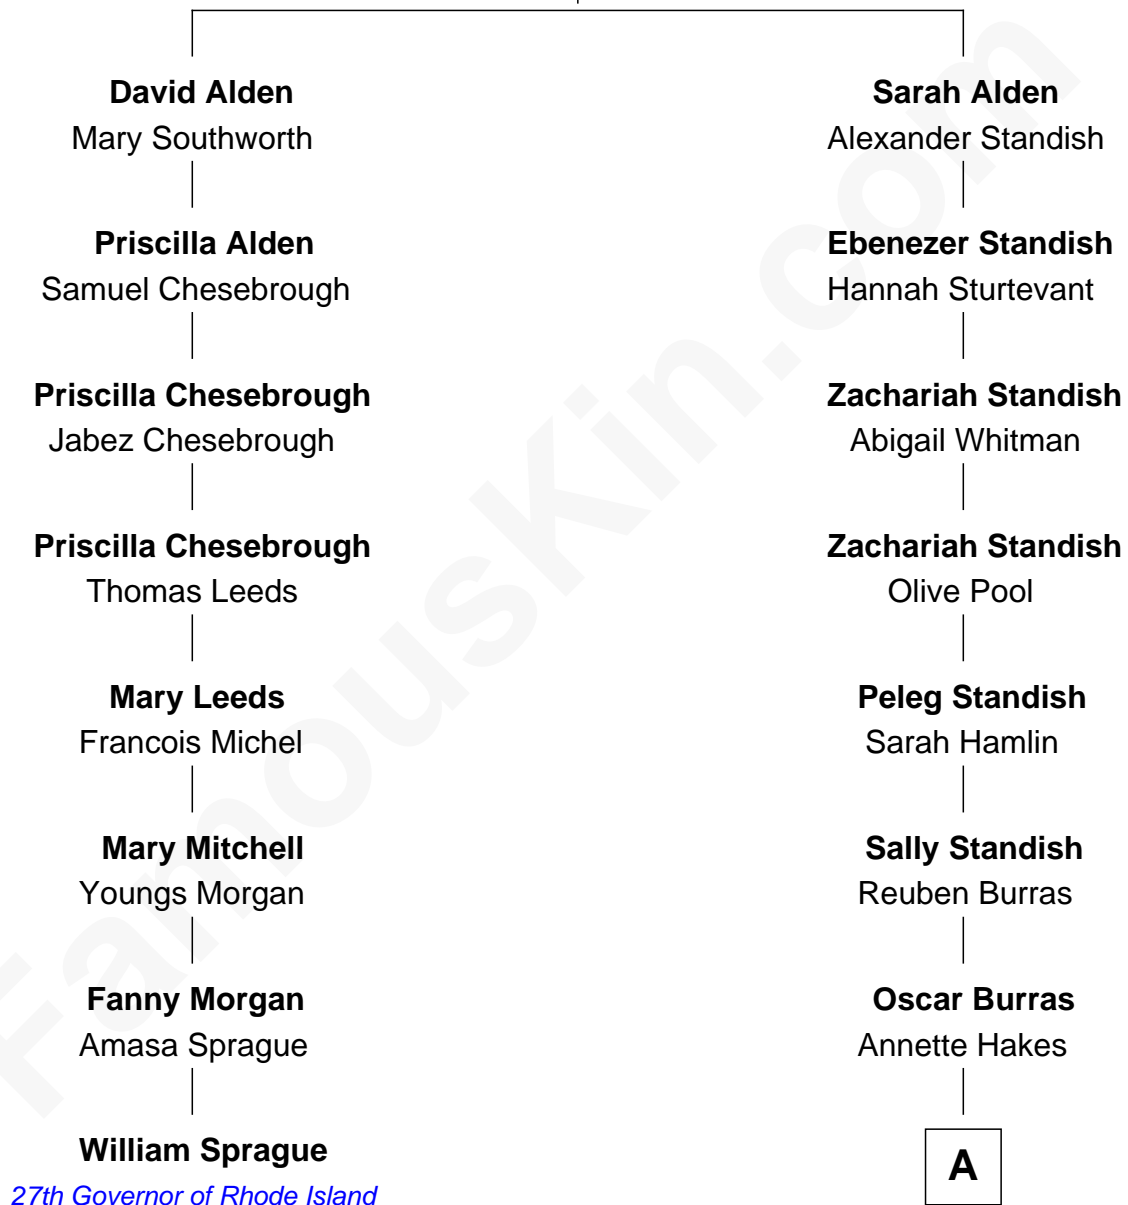 David Alden
Mary Southworth
Priscilla Alden
Samuel Chesebrough
Priscilla Chesebrough
Jabez Chesebrough
Priscilla Chesebrough
Thomas Leeds
Mary Leeds
Francois Michel
Mary Mitchell
Youngs Morgan
Fanny Morgan
Amasa Sprague
William Sprague
27th Governor of Rhode Island
Sarah Alden
Alexander Standish
Ebenezer Standish
Hannah Sturtevant
Zachariah Standish
Abigail Whitman
Zachariah Standish
Olive Pool
Peleg Standish
Sarah Hamlin
Sally Standish
Reuben Burras
Oscar Burras
Annette Hakes
A
FamousKin.com